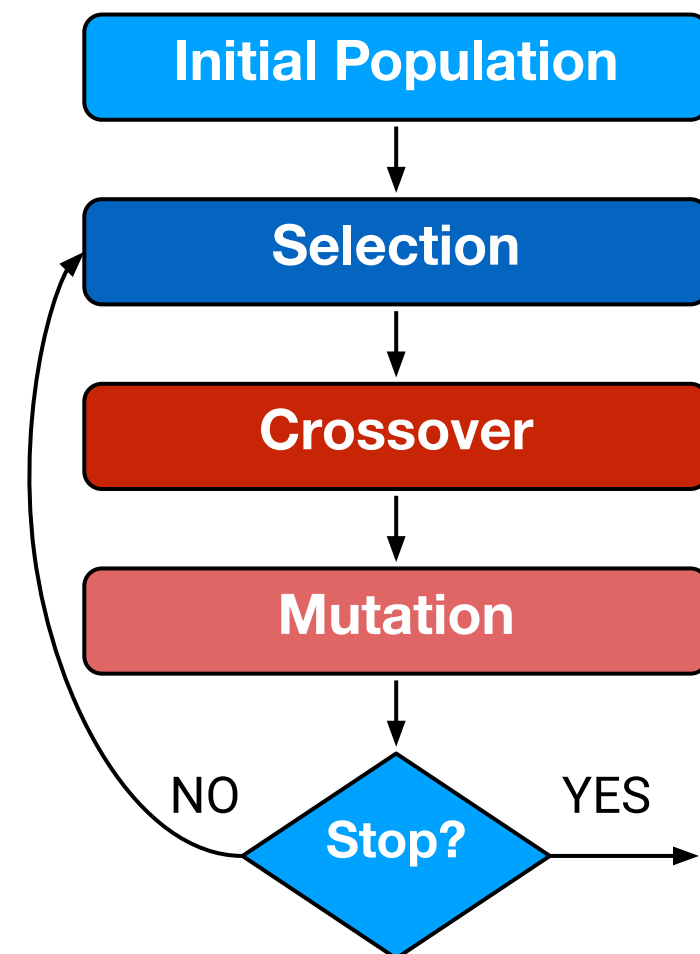 Initial Population
Selection
Crossover
Mutation
NO
YES
Stop?